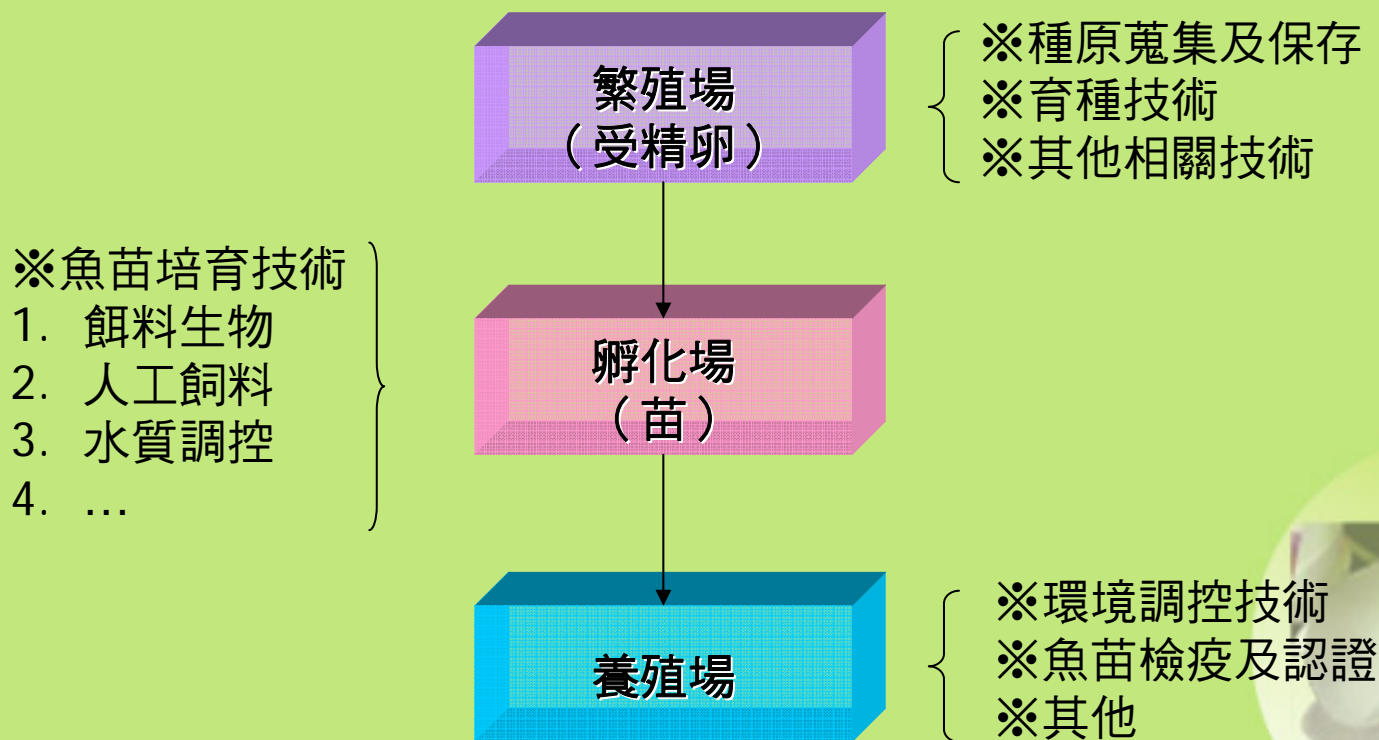 繁殖場
（受精卵）
※種原蒐集及保存
※育種技術
※其他相關技術
※魚苗培育技術
1. 餌料生物
2. 人工飼料
3. 水質調控
4. …
孵化場
（苗）
養殖場
※環境調控技術
※魚苗檢疫及認證
※其他